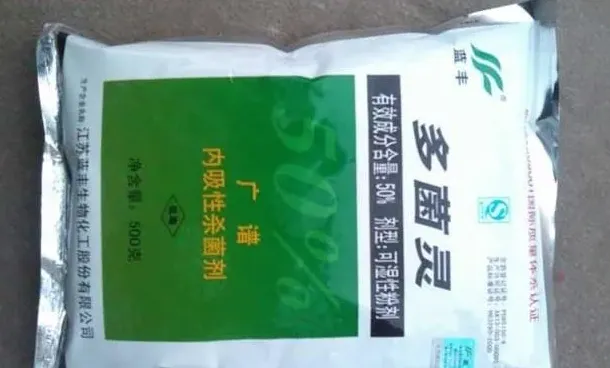 蓝丰
多菌灵
有效成分含量:50% 剂型:可湿性粉剂
50%
广谱
内吸性杀菌剂
低毒
净含量:500克
江苏蓝丰生物化工股份有限公司